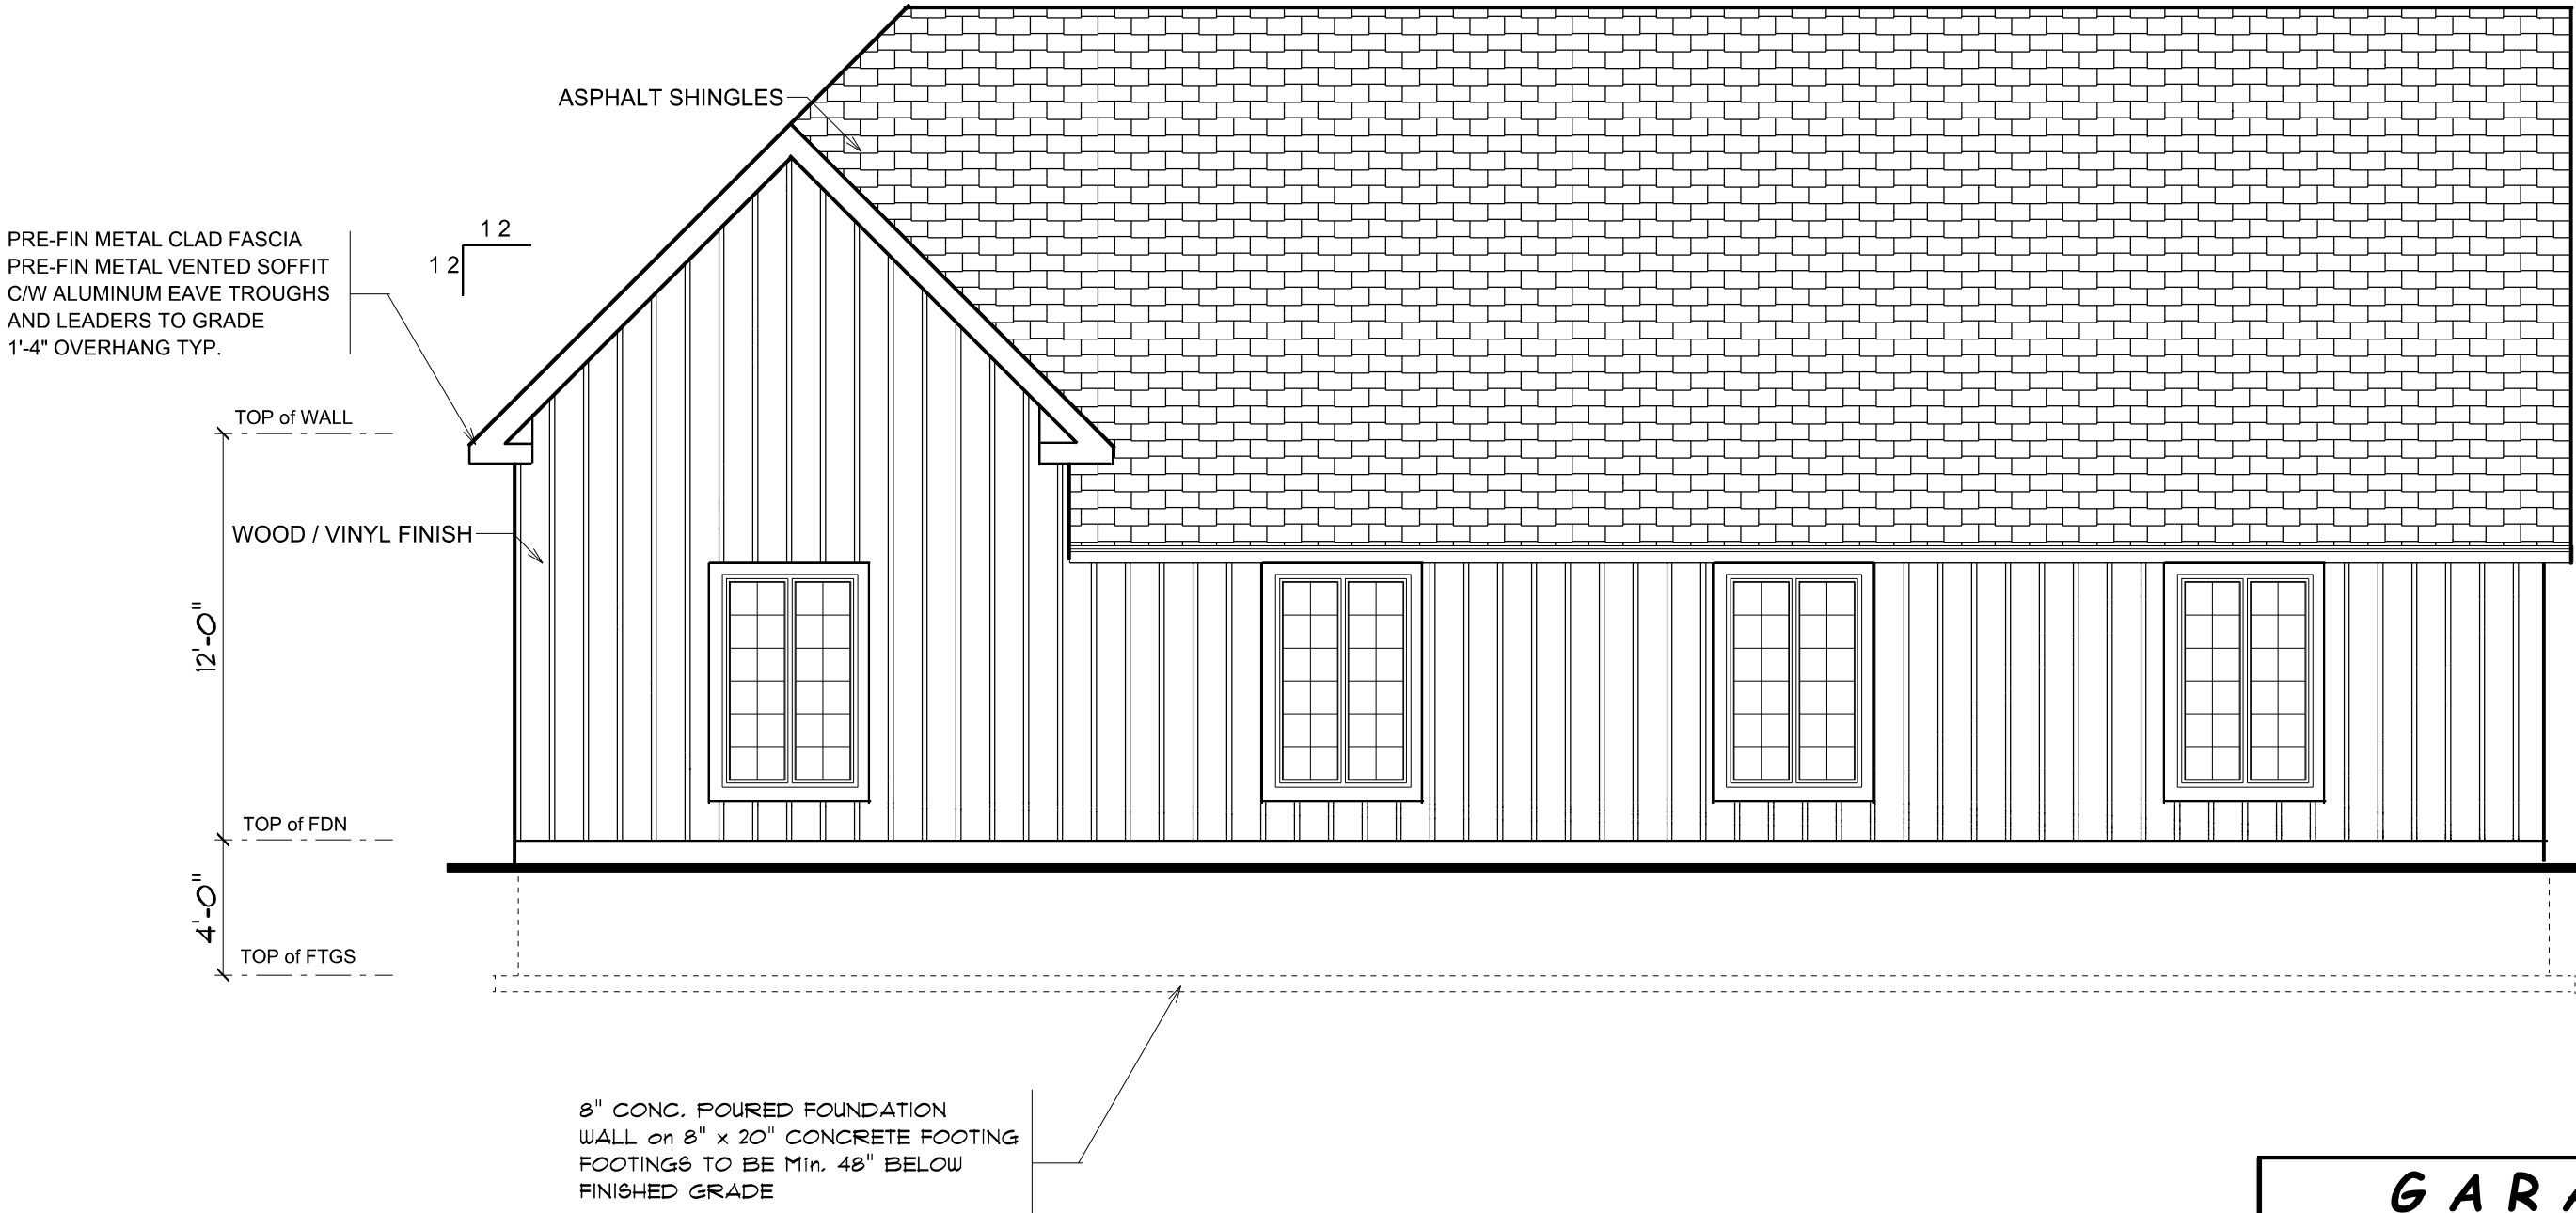 ASPHALT SHINGLES
12
12
PRE-FIN METAL CLAD FASCIA
PRE-FIN METAL VENTED SOFFIT
C/W ALUMINUM EAVE TROUGHS
AND LEADERS TO GRADE
1'-4" OVERHANG TYP.
TOP of WALL
WOOD / VINYL FINISH
12'-0"
TOP of FDN
4'-0"
TOP of FTGS
8" CONC. POURED FOUNDATION
WALL on 8" x 20" CONCRETE FOOTING
FOOTINGS TO BE Min. 48" BELOW
FINISHED GRADE